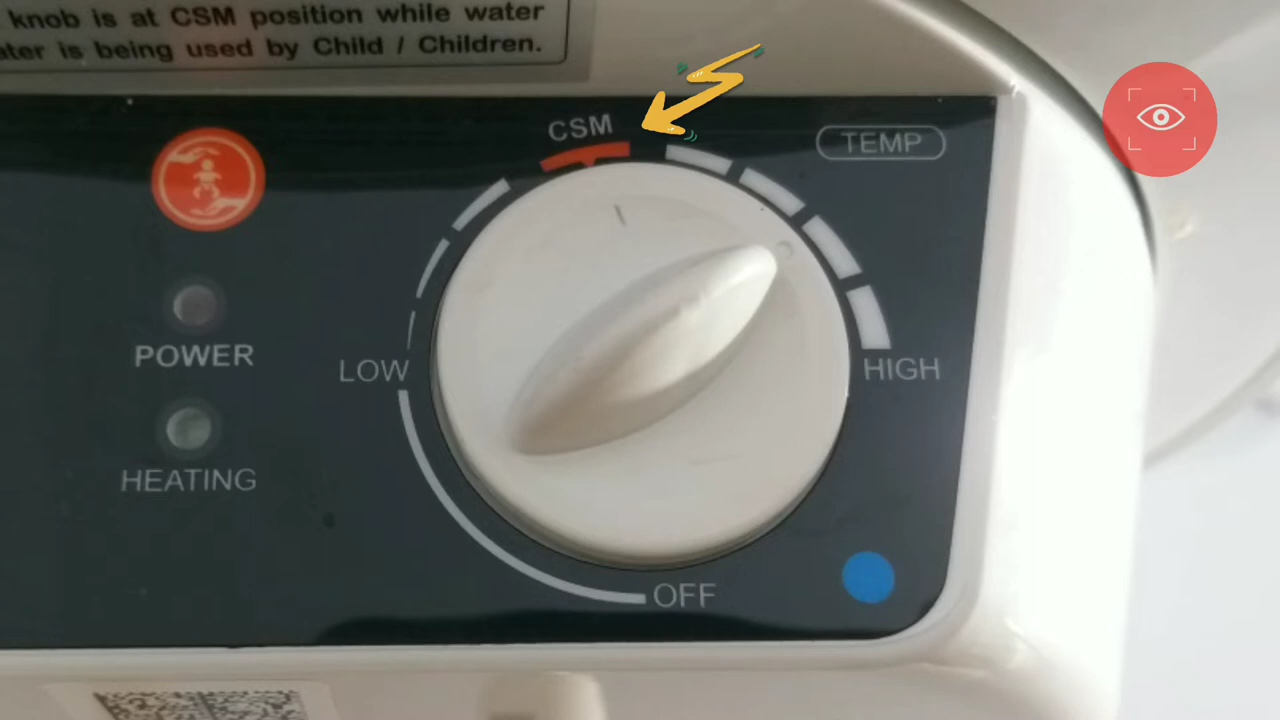 knob is at CSM position while water
ater is being used by Child / Children.
CSM
TEMP
POWER
LOW
HIGH
HEATING
OFF